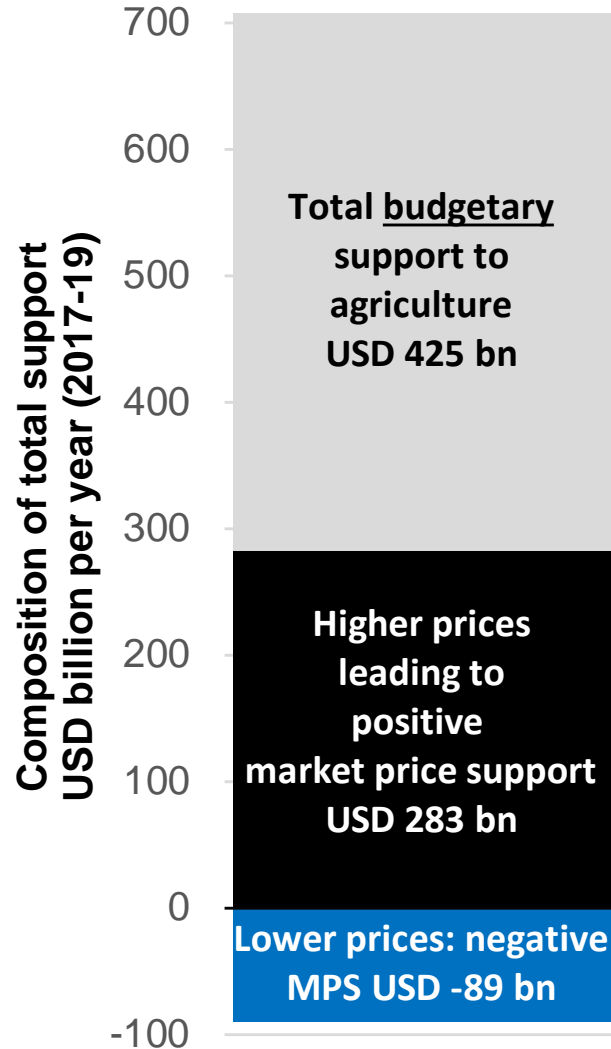 Composition of total support
USD billion per year (2017-19)
700
600
500
400
300
200
100
0
-100
Total budgetary
support to
agriculture
USD 425 bn
Higher prices
leading to
positive
market price support
USD 283 bn
Lower prices: negative
MPS USD -89 bn